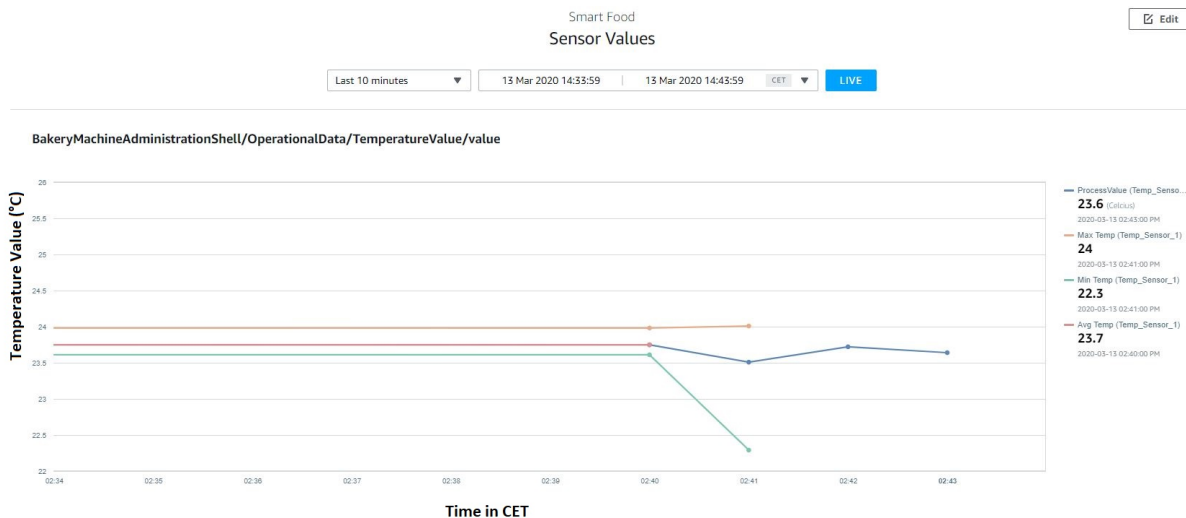 Smart Food
Edit
Sensor Values
Last 10 minutes
13 Mar 2020 14:33:59 | 13 Mar 2020 14:43:59 CET
LIVE
BakeryMachineAdministrationShell/OperationalData/TemperatureValue/value
Temperature Value (°C)
26
25.5
25
24.5
24
23.5
23
22.5
22
02:34 02:35 02:36 02:37 02:38 02:39 02:40 02:41 02:42 02:43
Time in CET
ProcessValue (Temp_Senso...
23.6 (Celcius)
2020-03-13 02:43:00 PM
Max Temp (Temp_Sensor_1)
24
2020-03-13 02:41:00 PM
Min Temp (Temp_Sensor_1)
22.3
2020-03-13 02:41:00 PM
Avg Temp (Temp_Sensor_1)
23.7
2020-03-13 02:40:00 PM